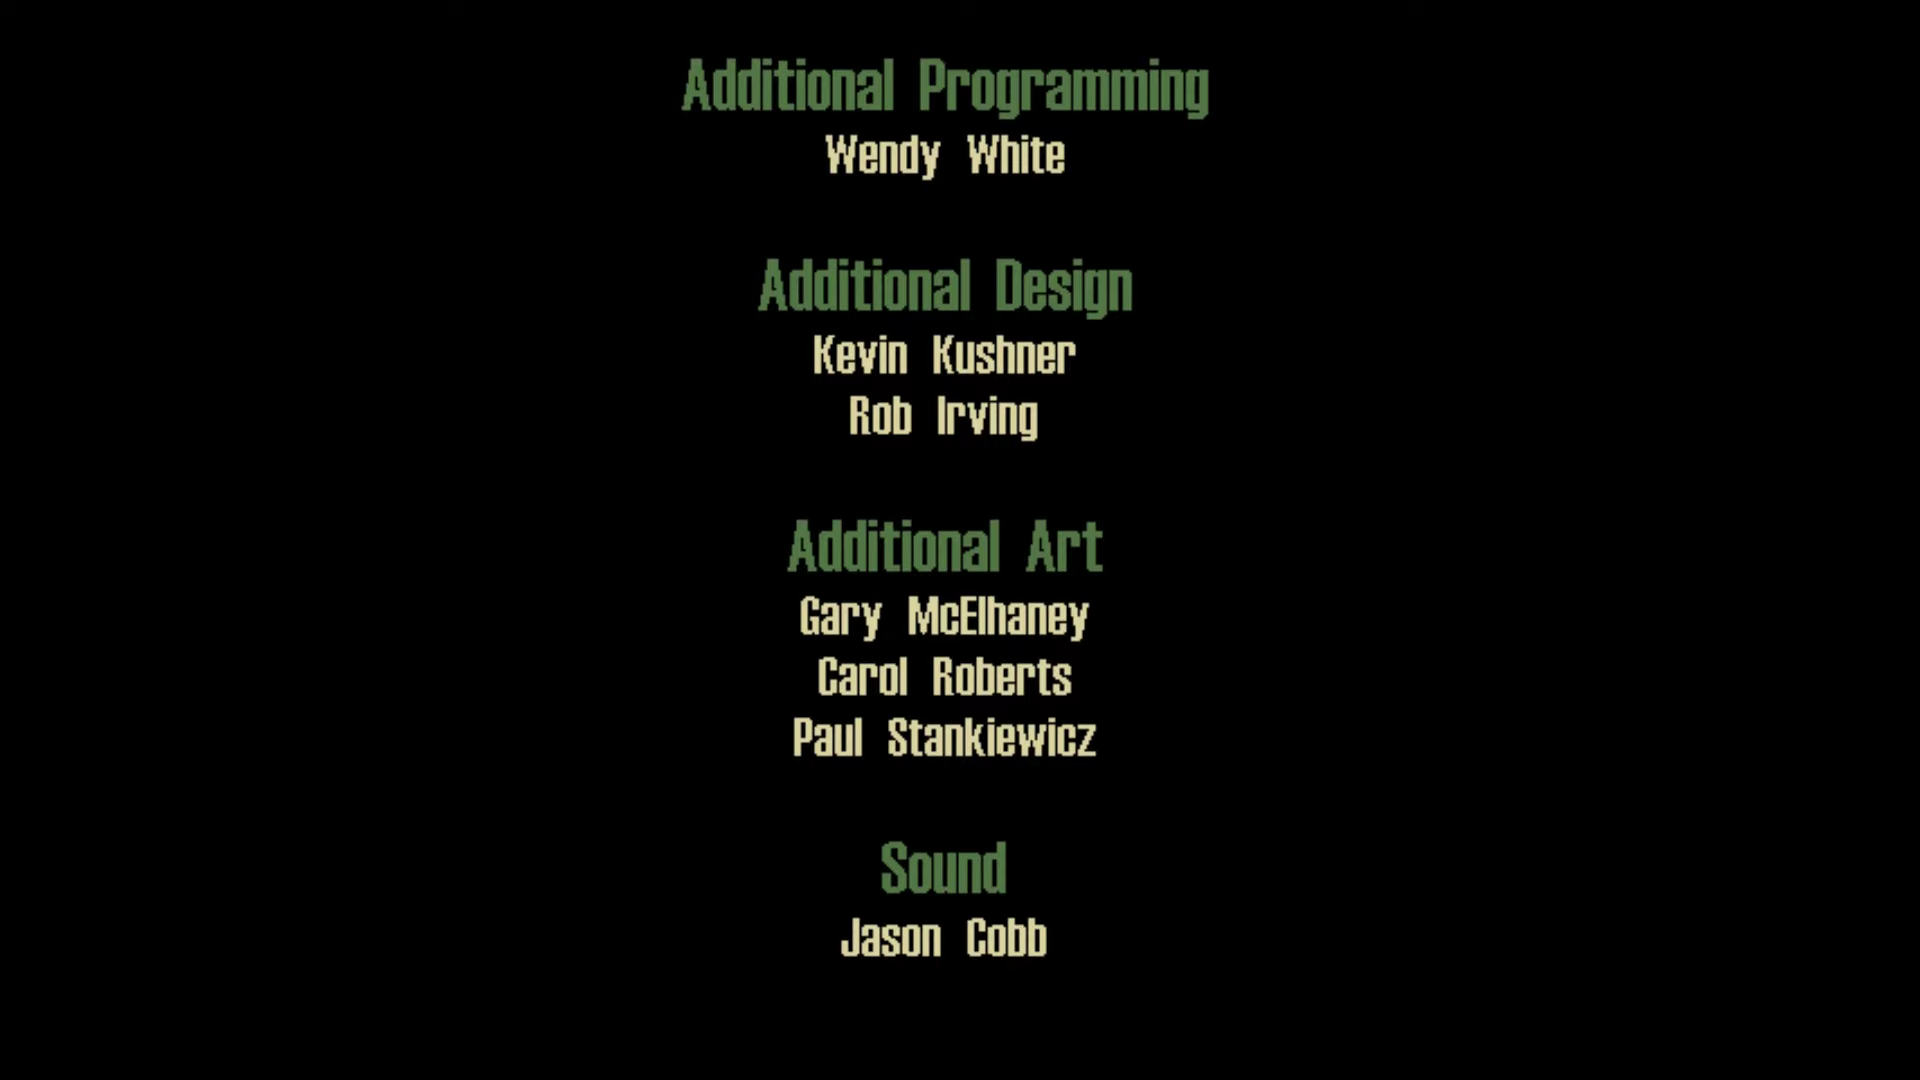 Additional Programming
Wendy White
Additional Design
Kevin Kushner
Rob Irving
Additional Art
Gary McElhaney
Carol Roberts
Paul Stankiewicz
Sound
Jason Cobb